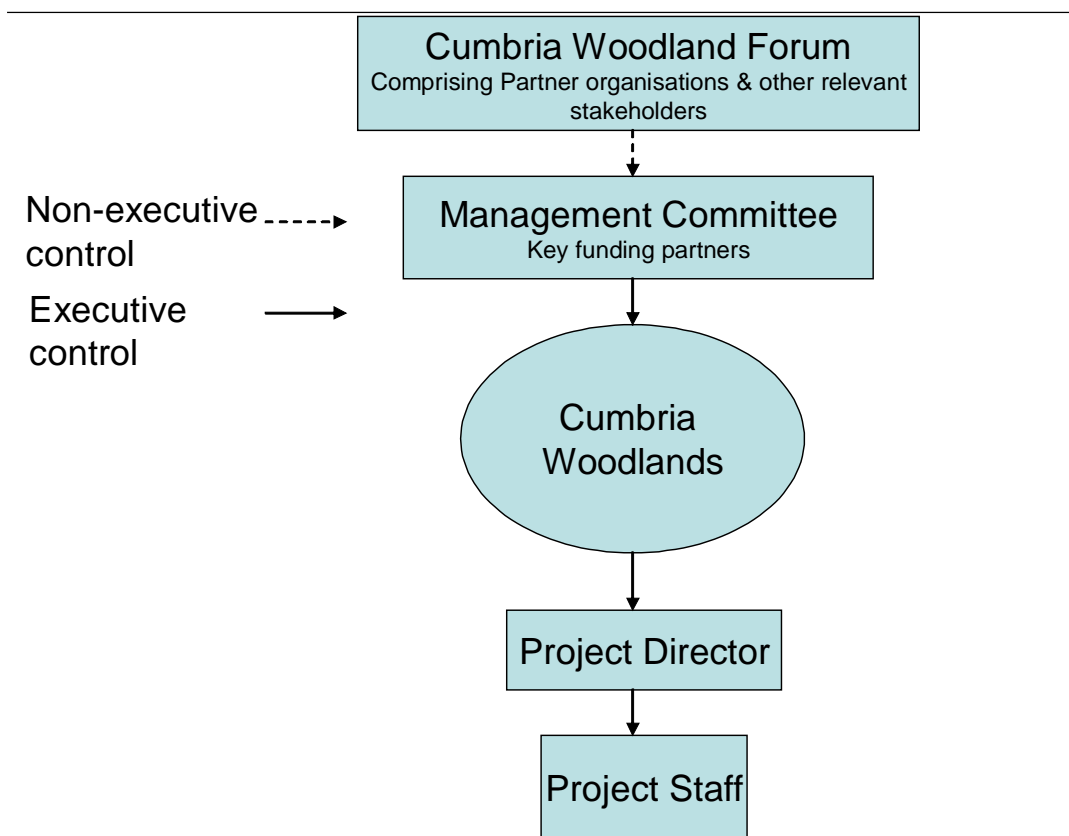 Cumbria Woodland Forum
Comprising Partner organisations & other relevant
stakeholders
Non-executive
control
Management Committee
Key funding partners
Executive
control
Cumbria
Woodlands
Project Director
Project Staff